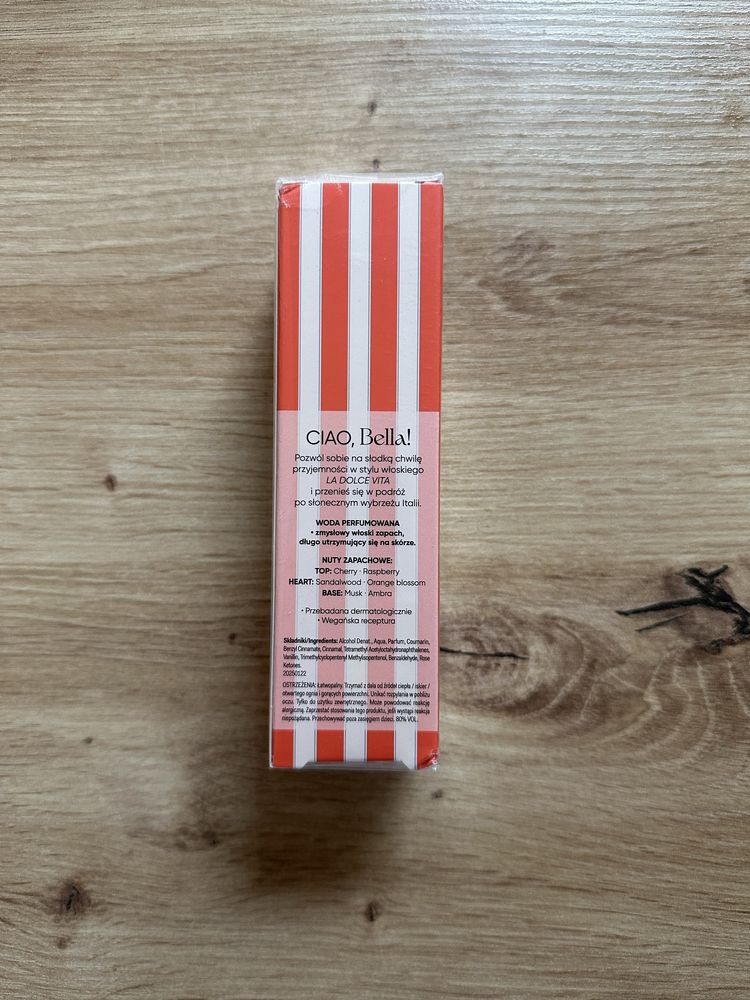 CIAO, Bella!
Pozwól sobie na słodką chwilę
przyjemności w stylu włoskiego
LA DOLCE VITA
i przenieś się w podróż
po słonecznym wybrzeżu Italii.
WODA PERFUMOWANA
• zmysłowy włoski zapach,
długo utrzymujący się na skórze.
NUTY ZAPACHOWE:
TOP: Cherry · Raspberry
HEART: Sandalwood · Orange blossom
BASE: Musk · Ambra
• Przebadana dermatologicznie
• Wegańska receptura
Składniki/Ingredients: Alcohol Denat., Aqua, Parfum, Coumarin,
Benzyl Cinnamate, Cinnamal, Tetramethyl Acetyloctahydronaphthalenes,
Vanillin, Trimethylcyclopentenyl Methylisopentenol, Benzaldehyde, Rose
Ketones.
20250122
OSTRZEŻENIA: Łatwopalny. Trzymać z dala od źródeł ciepła / iskier /
otwartego ognia i gorących powierzchni. Unikać rozpylania w pobliżu
oczu. Tylko do użytku zewnętrznego. Może powodować reakcję
alergiczną. Zaprzestać stosowania tego produktu, jeśli wystąpi reakcja
niepożądana. Przechowywać poza zasięgiem dzieci. 80% VOL.